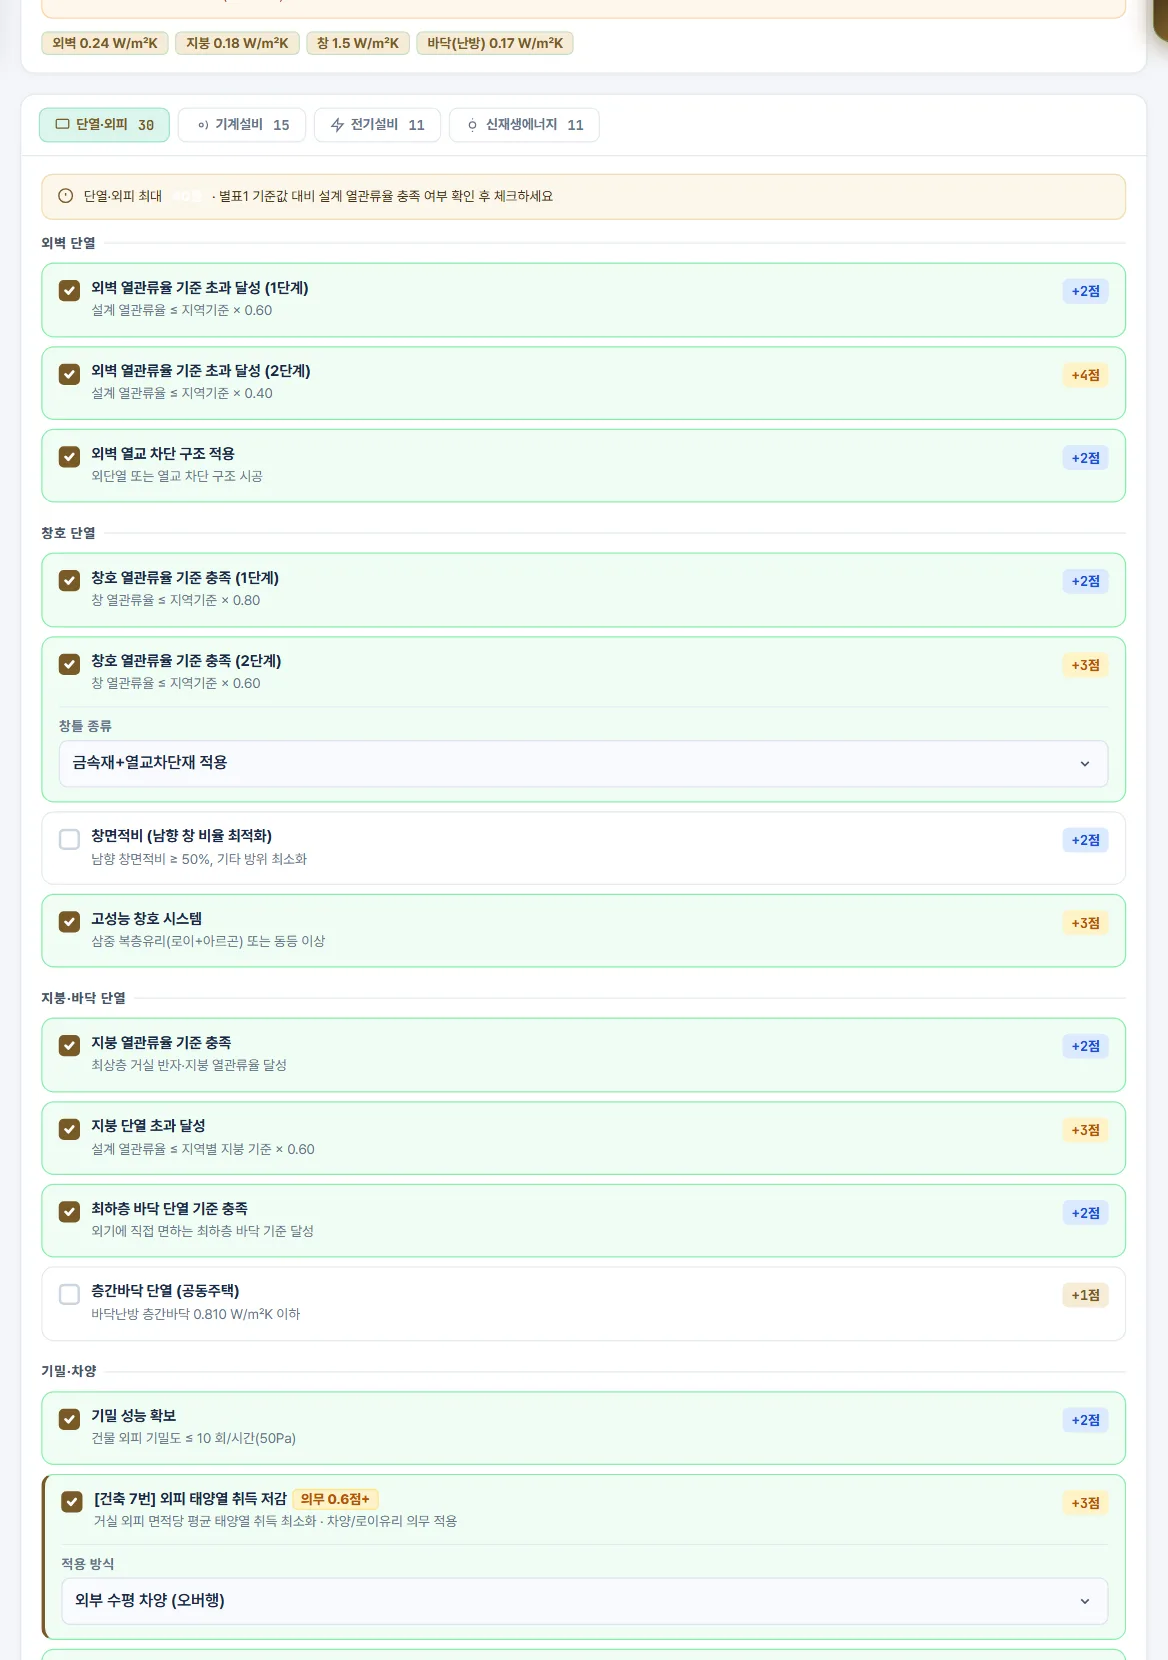 외벽 0.24 W/m²K 지붕 0.18 W/m²K 창 1.5 W/m²K 바닥(난방) 0.17 W/m²K
단열·외피 30 기계설비 15 전기설비 11 신재생에너지 11
단열·외피 최대 · 별표1 기준값 대비 설계 열관류율 충족 여부 확인 후 체크하세요
외벽 단열
외벽 열관류율 기준 초과 달성 (1단계) +2점
설계 열관류율 ≤ 지역기준 × 0.60
외벽 열관류율 기준 초과 달성 (2단계) +4점
설계 열관류율 ≤ 지역기준 × 0.40
외벽 열교 차단 구조 적용 +2점
외단열 또는 열교 차단 구조 시공
창호 단열
창호 열관류율 기준 충족 (1단계) +2점
창 열관류율 ≤ 지역기준 × 0.80
창호 열관류율 기준 충족 (2단계) +3점
창 열관류율 ≤ 지역기준 × 0.60
창틀 종류
금속재+열교차단재 적용
창면적비 (남향 창 비율 최적화) +2점
남향 창면적비 ≥ 50%, 기타 방위 최소화
고성능 창호 시스템 +3점
삼중 복층유리(로이+아르곤) 또는 동등 이상
지붕·바닥 단열
지붕 열관류율 기준 충족 +2점
최상층 거실 반자·지붕 열관류율 달성
지붕 단열 초과 달성 +3점
설계 열관류율 ≤ 지역별 지붕 기준 × 0.60
최하층 바닥 단열 기준 충족 +2점
외기에 직접 면하는 최하층 바닥 기준 달성
층간바닥 단열 (공동주택) +1점
바닥난방 층간바닥 0.810 W/m²K 이하
기밀·차양
기밀 성능 확보 +2점
건물 외피 기밀도 ≤ 10 회/시간(50Pa)
[건축 7번] 외피 태양열 취득 저감 의무 0.6점+ +3점
거실 외피 면적당 평균 태양열 취득 최소화 · 차양/로이유리 의무 적용
적용 방식
외부 수평 차양 (오버행)